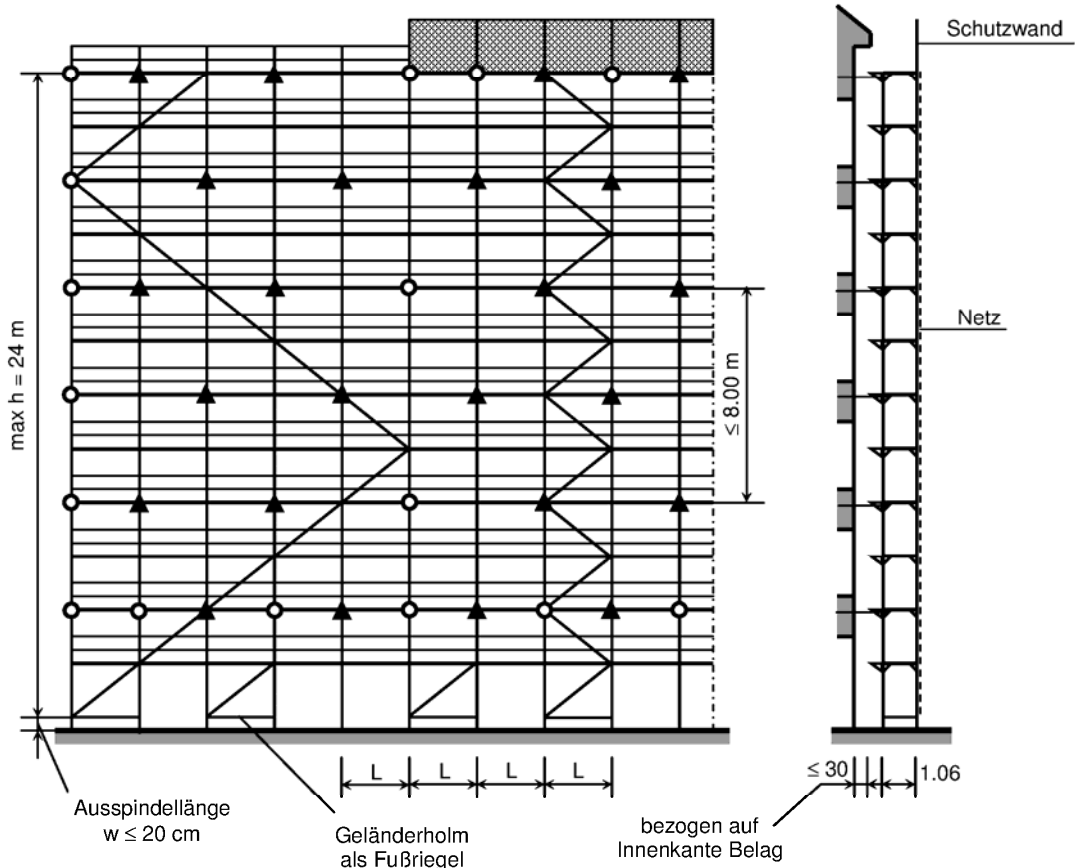 Schutzwand
Netz
max h = 24 m
≤ 8.00 m
L
L
L
L
≤ 30
1.06
Ausspindellänge
w ≤ 20 cm
Geländerholm
als Fußriegel
bezogen auf
Innenkante Belag